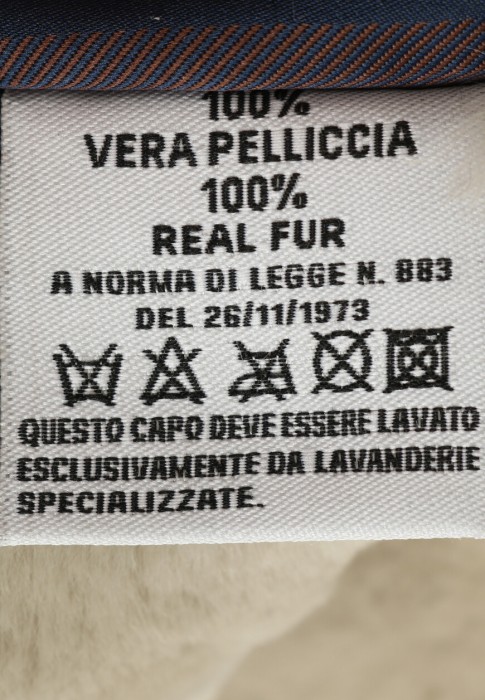 100%
VERA PELLICCIA
100%
REAL FUR
A NORMA DI LEGGE N. 883
DEL 26/11/1973
QUESTO CAPO DEVE ESSERE LAVATO
ESCLUSIVAMENTE DA LAVANDERIE
SPECIALIZZATE.